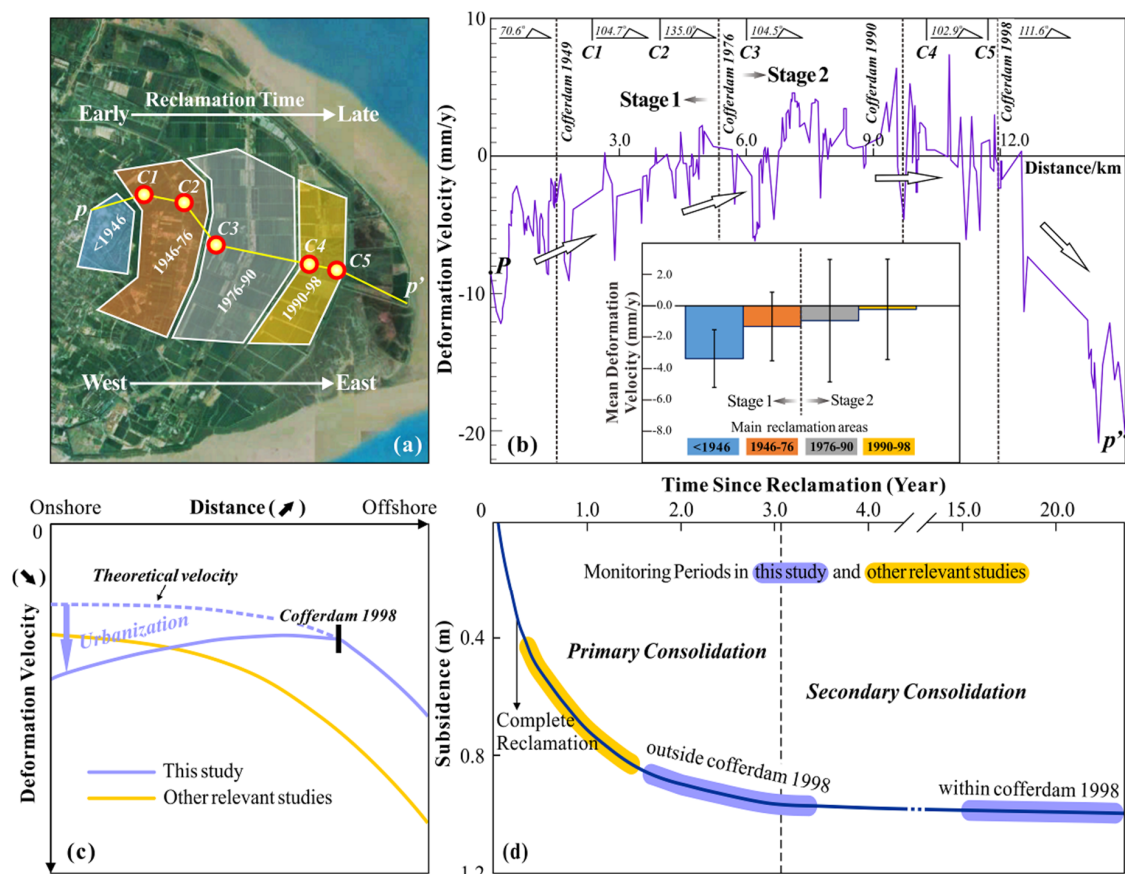 Reclamation Time
Early
Late
C1
C2
C3
C4
C5
p
p'
<1946
1946-76
1976-90
1990-98
West
East
(a)
Deformation Velocity (mm/y)
10
0
-10
-20
70.6°
104.7°
135.0°
104.5°
102.9°
111.6°
C1
C2
C3
C4
C5
Cofferdam 1949
Cofferdam 1976
Cofferdam 1990
Cofferdam 1998
Stage 1
Stage 2
3.0
6.0
9.0
12.0
Distance/km
.P
p'
(b)
Mean Deformation
Velocity (mm/y)
2.0
-0.0
-2.0
-4.0
-6.0
-8.0
Stage 1
Stage 2
Main reclamation areas
<1946
1946-76
1976-90
1990-98
Onshore
Distance (↗)
Offshore
0
Deformation Velocity (↘)
Theoretical velocity
Urbanization
Cofferdam 1998
This study
Other relevant studies
(c)
Time Since Reclamation (Year)
0
1.0
2.0
3.0
4.0
15.0
20.0
Subsidence (m)
0.4
0.8
1.2
Monitoring Periods in this study and other relevant studies
Primary Consolidation
Secondary Consolidation
Complete
Reclamation
outside cofferdam 1998
within cofferdam 1998
(d)